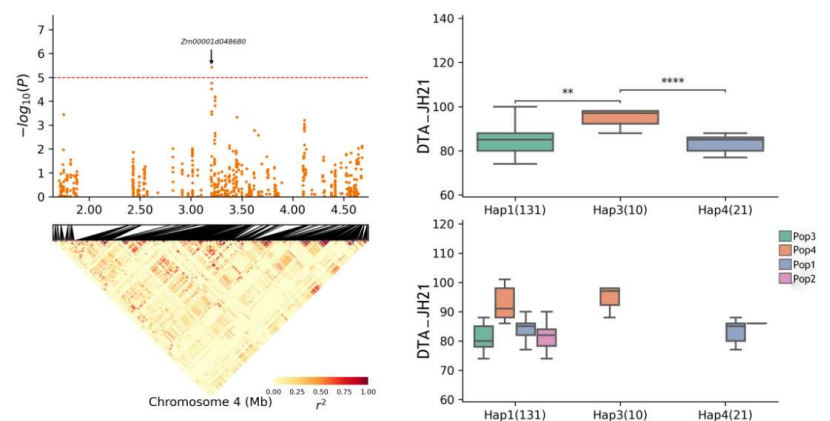 7
6
5
4
3
2
1
0
−log₁₀(P)
Zm00001d048680
2.00 2.50 3.00 3.50 4.00 4.50
0.00 0.25 0.50 0.75 1.00
Chromosome 4 (Mb)
r²
140
120
100
80
60
DTA_JH21
**
****
Hap1(131) Hap3(10) Hap4(21)
120
110
100
90
80
70
60
DTA_JH21
Hap1(131) Hap3(10) Hap4(21)
Pop3
Pop4
Pop1
Pop2